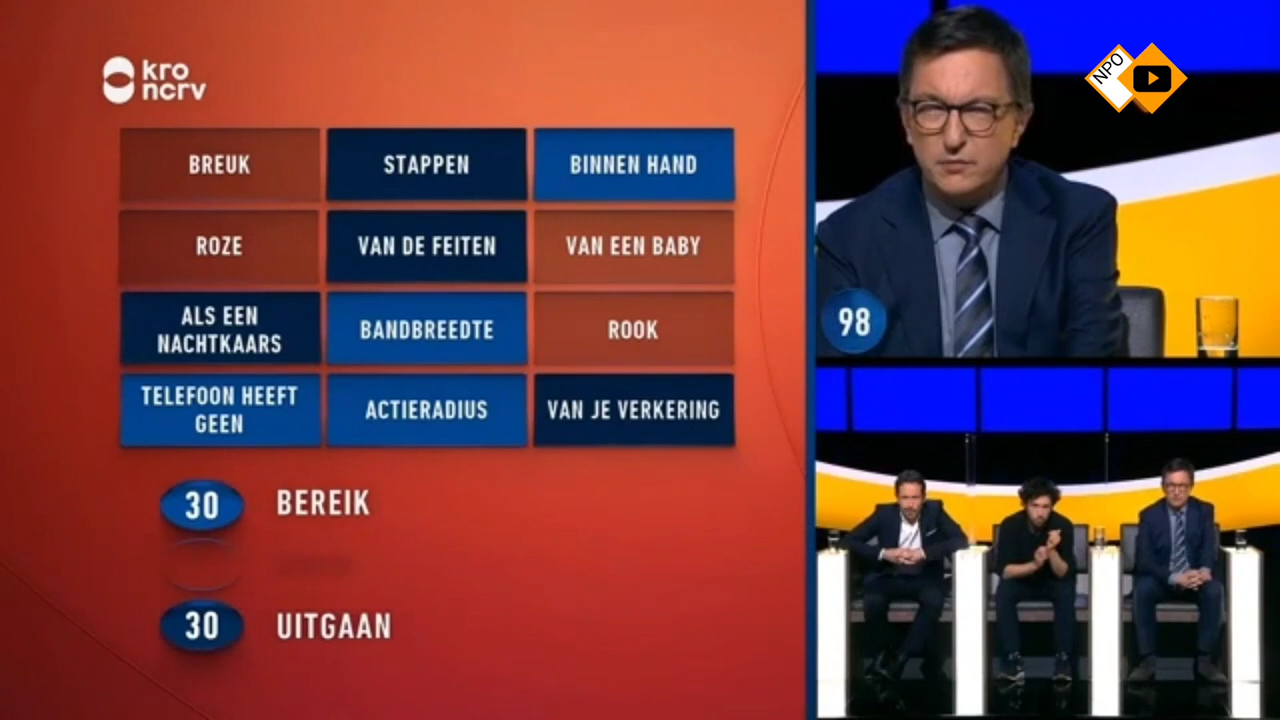 kro
ncrv
BREUK
STAPPEN
BINNEN HAND
ROZE
VAN DE FEITEN
VAN EEN BABY
ALS EEN
NACHTKAARS
BANDBREEDTE
ROOK
TELEFOON HEEFT
GEEN
ACTIERADIUS
VAN JE VERKERING
30 BEREIK
30 UITGAAN
NPO
98